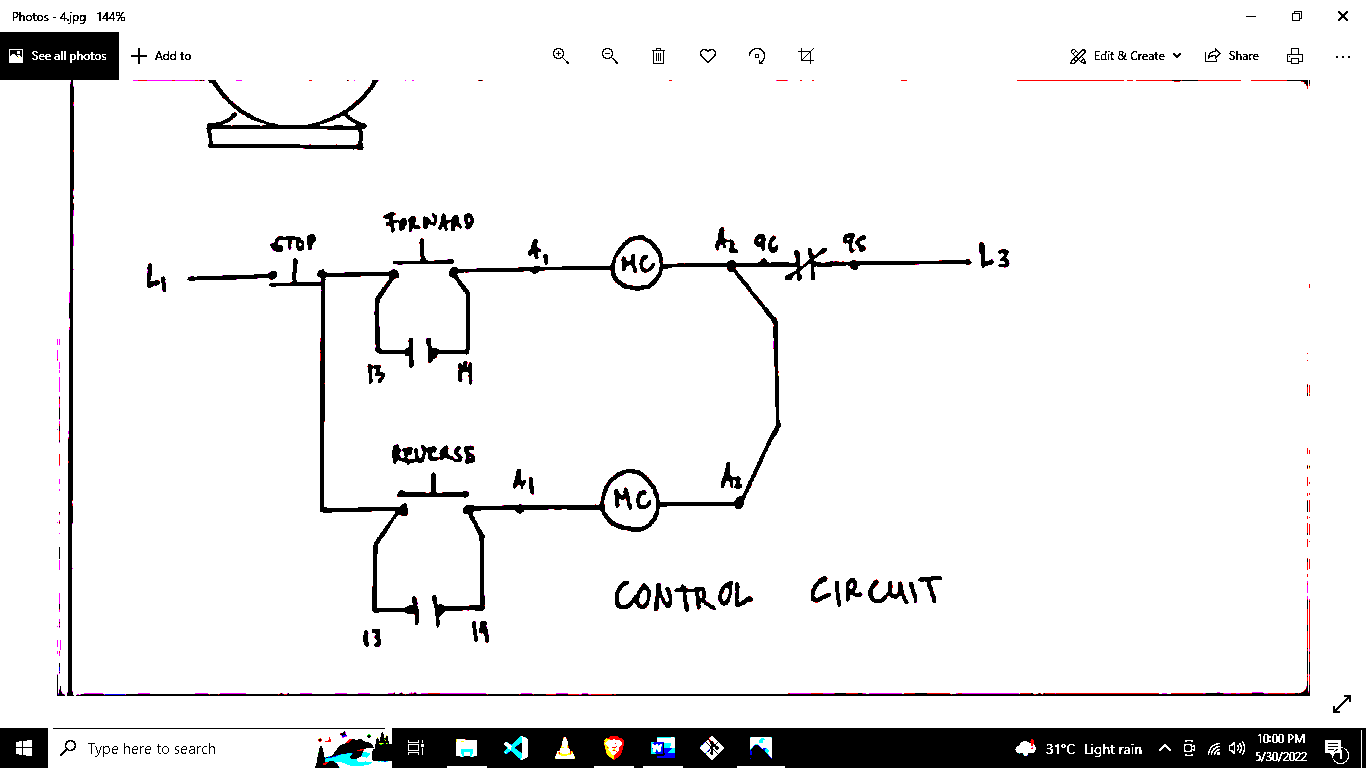 Photos - 4.jpg 144%
See all photos
Add to
Edit & Create
Share
FORWARD
STOP
A1
A2
96
95
L1
MC
L3
13
14
REVERSE
A1
A2
MC
CONTROL CIRCUIT
13
14
Type here to search
31°C Light rain
10:00 PM
5/30/2022
1